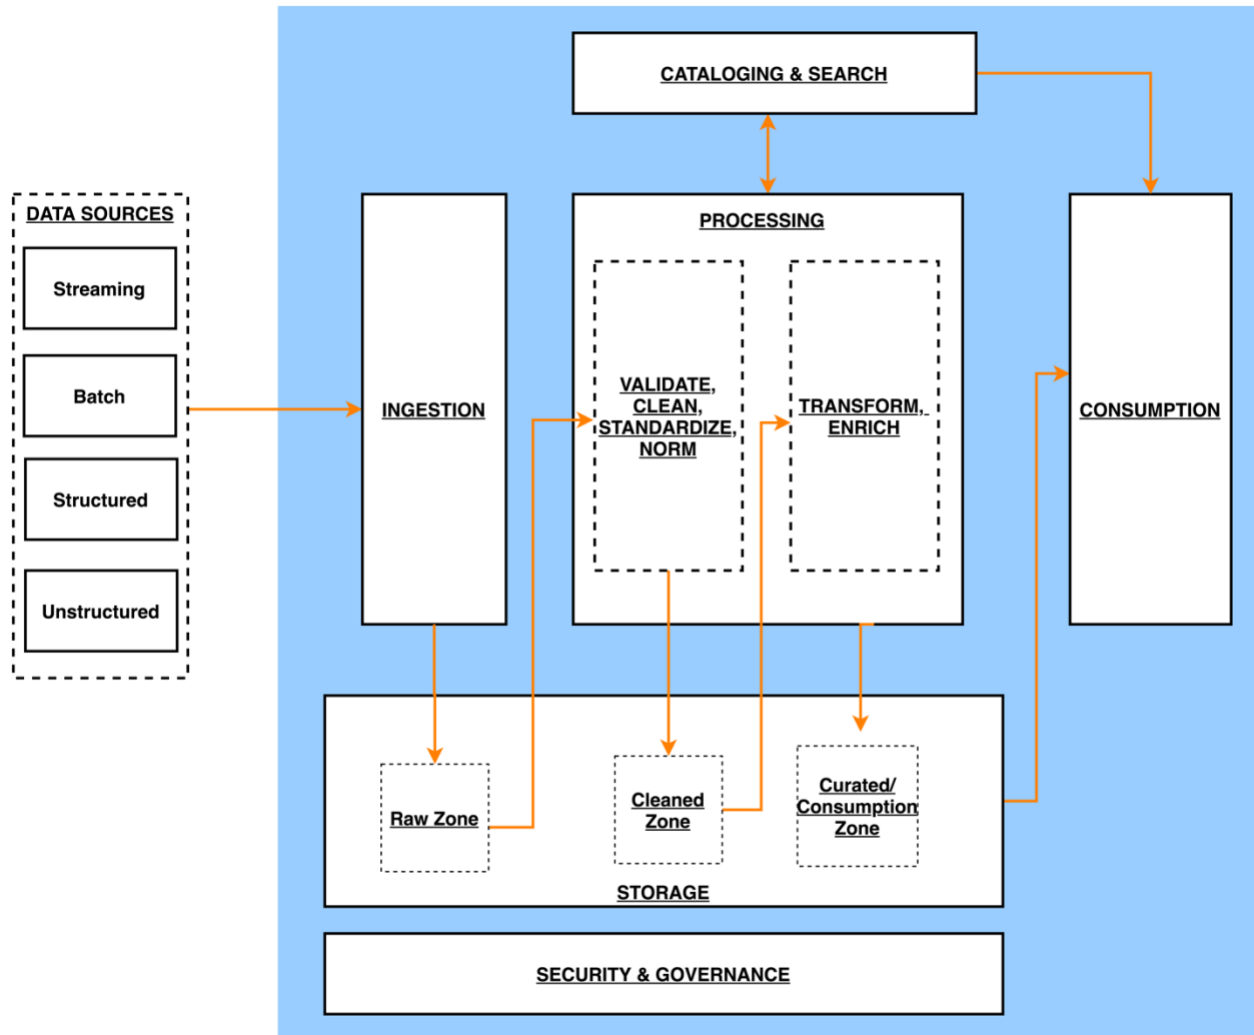 CATALOGING & SEARCH
DATA SOURCES
Streaming
Batch
Structured
Unstructured
INGESTION
PROCESSING
VALIDATE,
CLEAN,
STANDARDIZE,
NORM
TRANSFORM,
ENRICH
CONSUMPTION
Raw Zone
Cleaned
Zone
Curated/
Consumption
Zone
STORAGE
SECURITY & GOVERNANCE